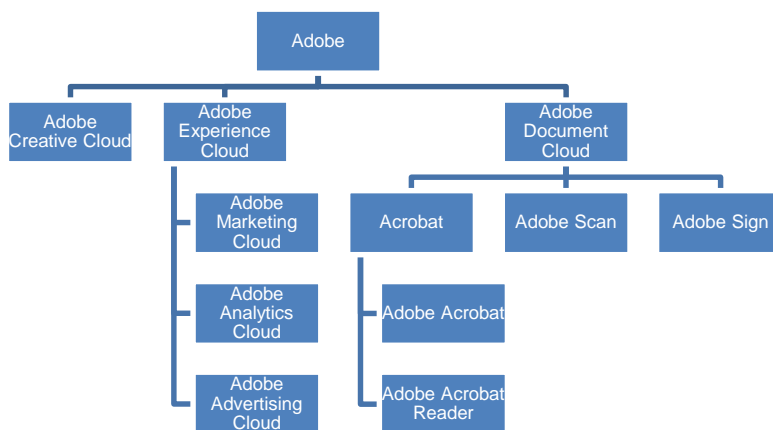 Adobe
Adobe
Creative Cloud
Adobe
Experience
Cloud
Adobe
Document
Cloud
Adobe
Marketing
Cloud
Acrobat
Adobe Scan
Adobe Sign
Adobe
Analytics
Cloud
Adobe Acrobat
Adobe
Advertising
Cloud
Adobe Acrobat
Reader